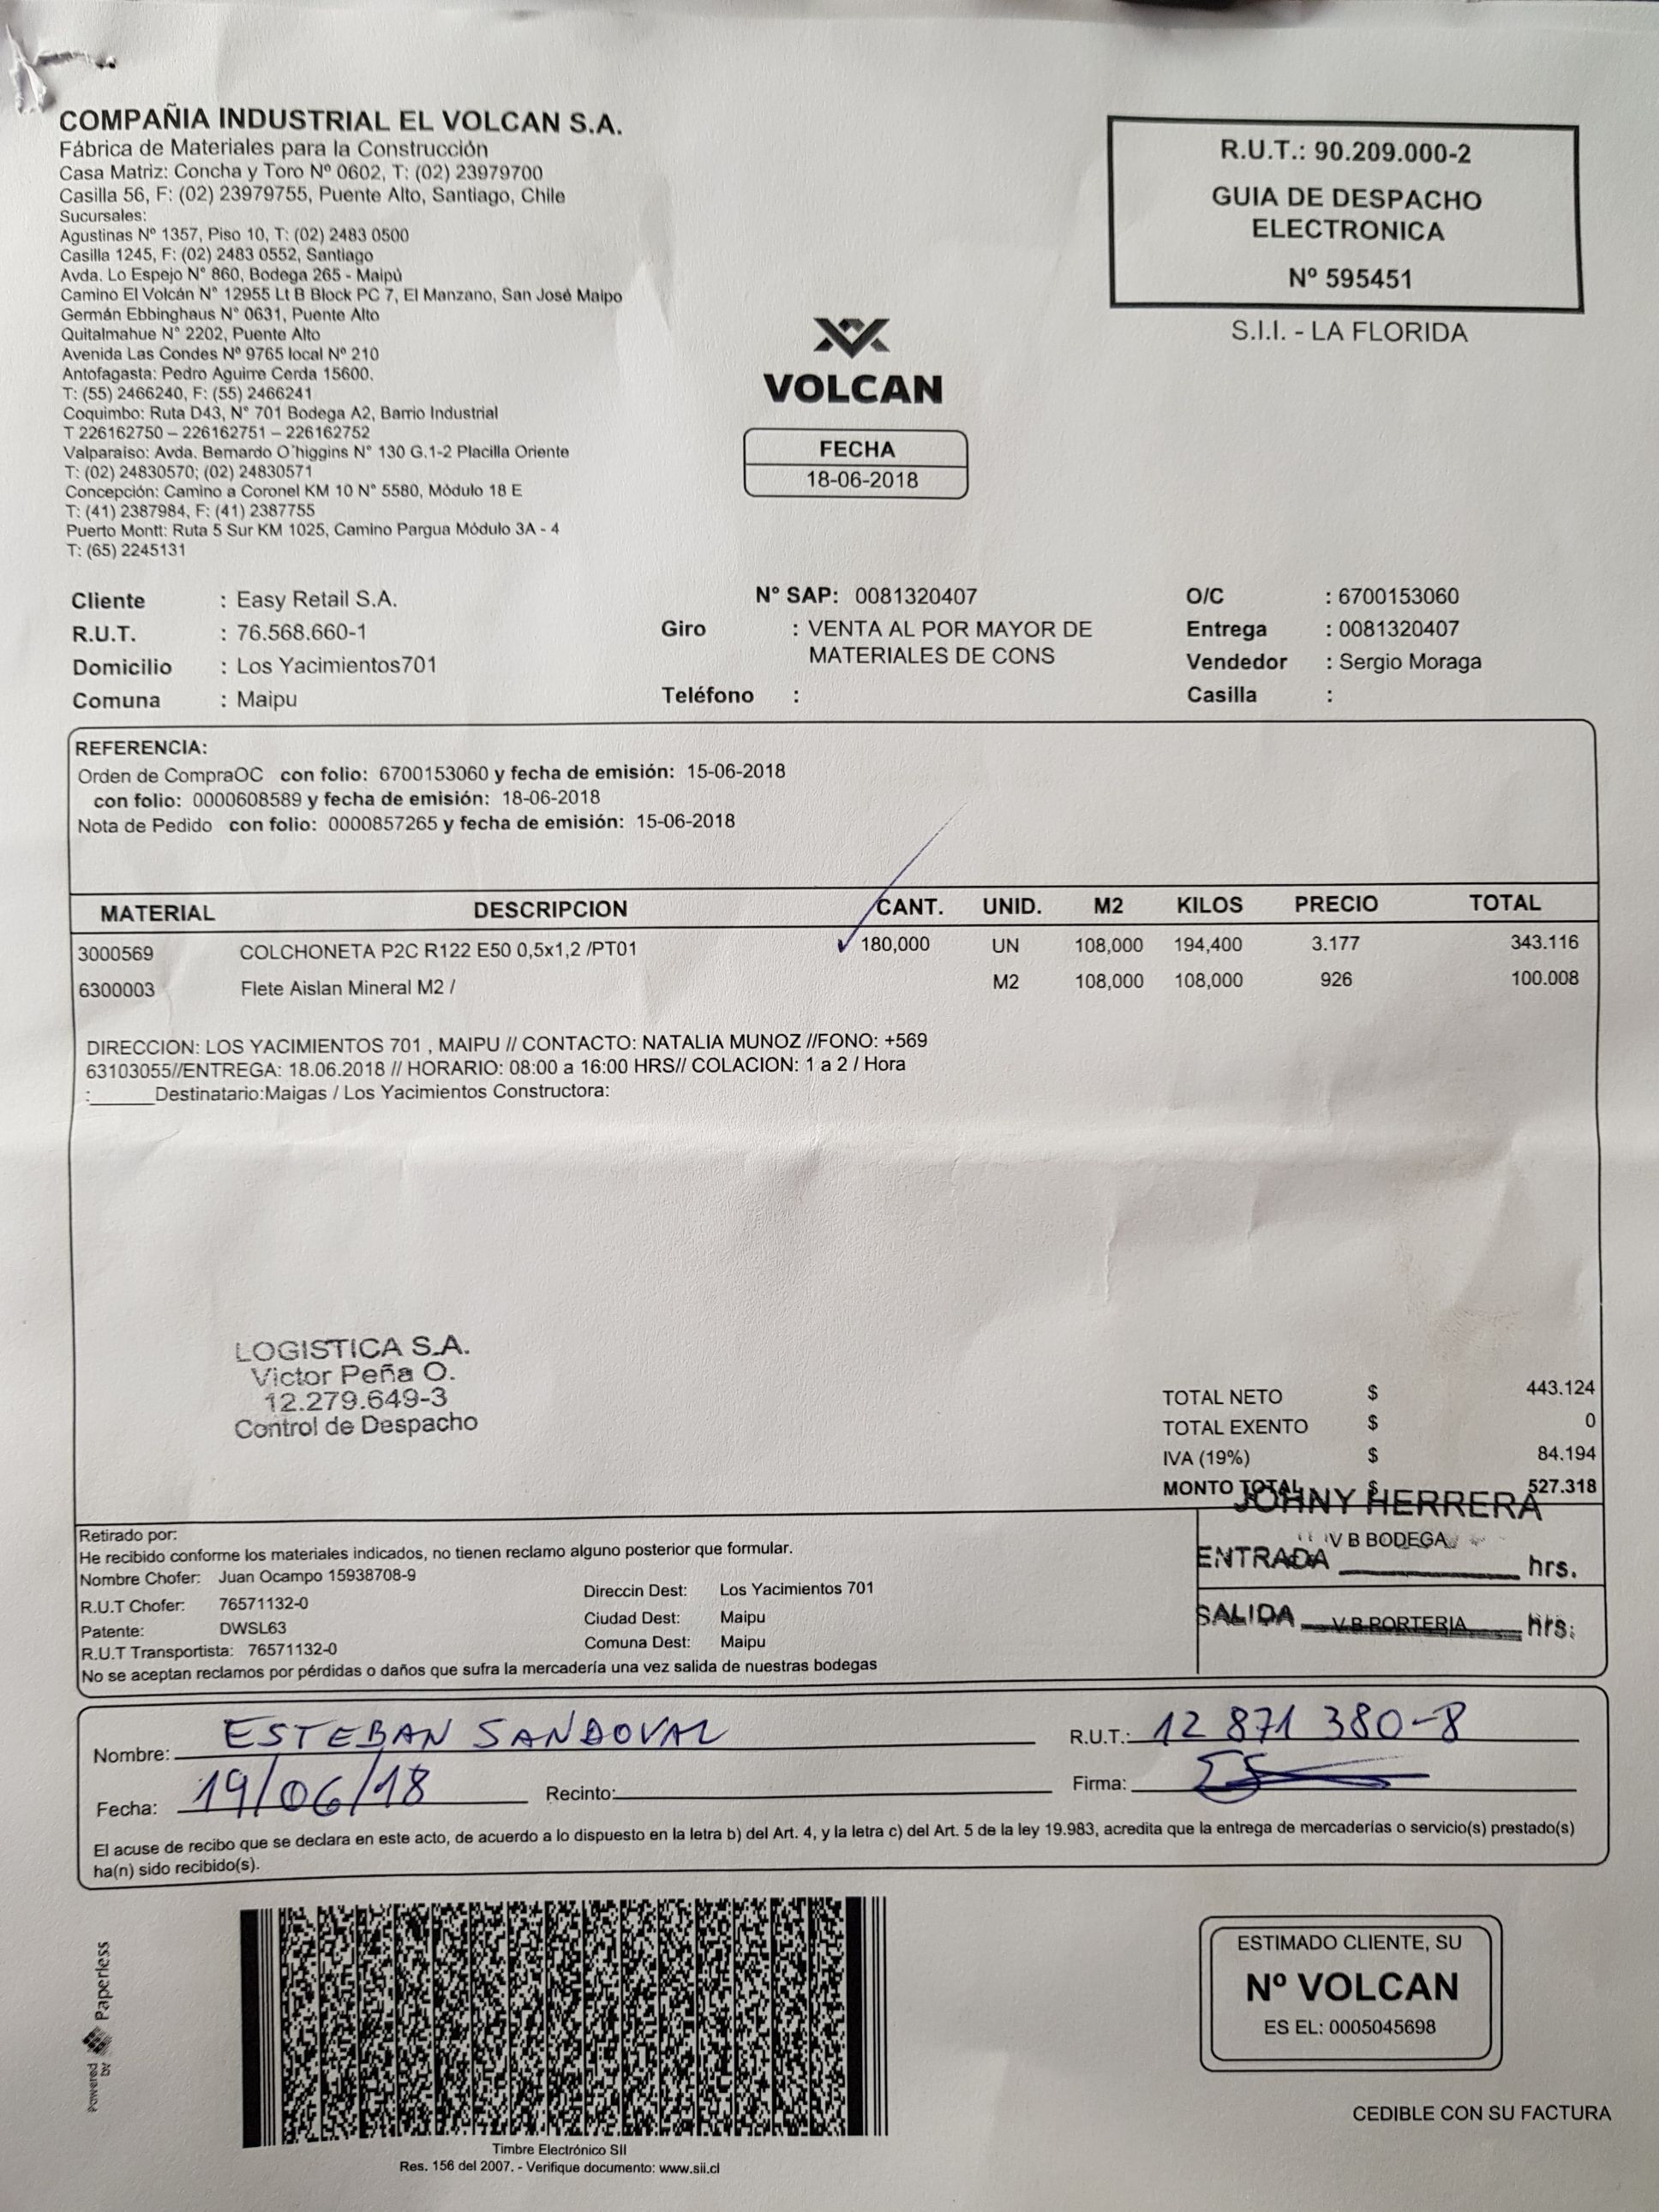 COMPAÑIA INDUSTRIAL EL VOLCAN S.A.
Fábrica de Materiales para la Construcción
Casa Matriz: Concha y Toro Nº 0602, T: (02) 23979700
Casilla 56, F: (02) 23979755, Puente Alto, Santiago, Chile
Sucursales:
Agustinas Nº 1357, Piso 10, T: (02) 2483 0500
Casilla 1245, F: (02) 2483 0552, Santiago
Avda. Lo Espejo N° 860, Bodega 265 - Maipú
Camino El Volcán N° 12955 Lt B Block PC 7, El Manzano, San José Maipo
Germán Ebbinghaus N° 0631, Puente Alto
Quitalmahue N° 2202, Puente Alto
Avenida Las Condes Nº 9765 local Nº 210
Antofagasta: Pedro Aguirre Cerda 15600.
T: (55) 2466240, F: (55) 2466241
Coquimbo: Ruta D43, N° 701 Bodega A2, Barrio Industrial
T 226162750 – 226162751 – 226162752
Valparaiso: Avda. Bernardo O'higgins N° 130 G.1-2 Placilla Oriente
T: (02) 24830570; (02) 24830571
Concepción: Camino a Coronel KM 10 N° 5580, Módulo 18 E
T: (41) 2387984, F: (41) 2387755
Puerto Montt: Ruta 5 Sur KM 1025, Camino Pargua Módulo 3A - 4
T: (65) 2245131
R.U.T.: 90.209.000-2
GUIA DE DESPACHO
ELECTRONICA
Nº 595451
S.I.I. - LA FLORIDA
VOLCAN
FECHA
18-06-2018
Cliente : Easy Retail S.A. N° SAP: 0081320407 O/C : 6700153060
R.U.T. : 76.568.660-1 Giro : VENTA AL POR MAYOR DE Entrega : 0081320407
MATERIALES DE CONS
Domicilio : Los Yacimientos701 Vendedor : Sergio Moraga
Comuna : Maipu Teléfono : Casilla :
REFERENCIA:
Orden de CompraOC con folio: 6700153060 y fecha de emisión: 15-06-2018
con folio: 0000608589 y fecha de emisión: 18-06-2018
Nota de Pedido con folio: 0000857265 y fecha de emisión: 15-06-2018
MATERIAL DESCRIPCION CANT. UNID. M2 KILOS PRECIO TOTAL
3000569 COLCHONETA P2C R122 E50 0,5x1,2 /PT01 180,000 UN 108,000 194,400 3.177 343.116
6300003 Flete Aislan Mineral M2 / M2 108,000 108,000 926 100.008
DIRECCION: LOS YACIMIENTOS 701 , MAIPU // CONTACTO: NATALIA MUNOZ //FONO: +569
63103055//ENTREGA: 18.06.2018 // HORARIO: 08:00 a 16:00 HRS// COLACION: 1 a 2 / Hora
:______Destinatario:Maigas / Los Yacimientos Constructora:
LOGISTICA S.A.
Victor Peña O.
12.279.649-3
Control de Despacho
TOTAL NETO $ 443.124
TOTAL EXENTO $ 0
IVA (19%) $ 84.194
MONTO TOTAL $ 527.318
JOHNY HERRERA
V B BODEGA
ENTRADA hrs.
SALIDA V B PORTERIA hrs.
Retirado por:
He recibido conforme los materiales indicados, no tienen reclamo alguno posterior que formular.
Nombre Chofer: Juan Ocampo 15938708-9
Direccin Dest: Los Yacimientos 701
R.U.T Chofer: 76571132-0
Ciudad Dest: Maipu
Patente: DWSL63
Comuna Dest: Maipu
R.U.T Transportista: 76571132-0
No se aceptan reclamos por pérdidas o daños que sufra la mercadería una vez salida de nuestras bodegas
Nombre: ESTEBAN SANDOVAL R.U.T.: 12 871 380-8
Fecha: 19/06/18 Recinto: Firma:
El acuse de recibo que se declara en este acto, de acuerdo a lo dispuesto en la letra b) del Art. 4, y la letra c) del Art. 5 de la ley 19.983, acredita que la entrega de mercaderías o servicio(s) prestado(s)
ha(n) sido recibido(s).
Powered by Paperless
Timbre Electrónico SII
Res. 156 del 2007. - Verifique documento: www.sii.cl
ESTIMADO CLIENTE, SU
Nº VOLCAN
ES EL: 0005045698
CEDIBLE CON SU FACTURA